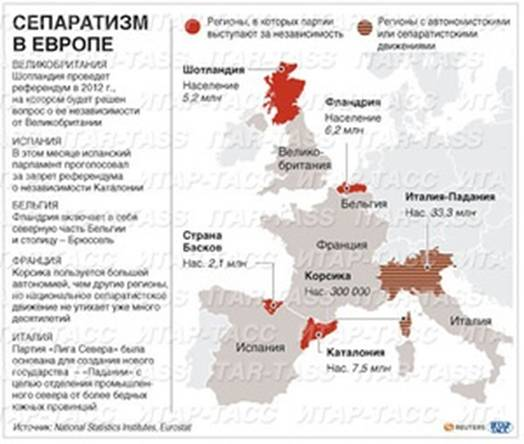 СЕПАРАТИЗМ
В ЕВРОПЕ
Регионы, в которых партии
выступают за независимость
Регионы с автономистскими
или сепаратистскими
движениями
ВЕЛИКОБРИТАНИЯ
Шотландия проведет
референдум в 2012 г.,
на котором будет решен
вопрос о ее независимости
от Великобритании
ИСПАНИЯ
В этом месяце испанский
парламент проголосовал
за запрет референдума
о независимости Каталонии
БЕЛЬГИЯ
Фландрия включает в себя
северную часть Бельгии
и столицу – Брюссель
ФРАНЦИЯ
Корсика пользуется большей
автономией, чем другие регионы,
но национальное сепаратистское
движение не утихает уже много
десятилетий
ИТАЛИЯ
Партия «Лига Севера» была
основана для создания нового
государства – «Падании» с
целью отделения промышлен-
ного севера от более бедных
южных провинций
Шотландия
Население
5,2 млн
Фландрия
Население
6,2 млн
Велико-
британия
Бельгия
Италия-Падания
Нас. 33,3 млн
Страна
Басков
Нас. 2,1 млн
Франция
Корсика
Нас. 300 000
Италия
Испания
Каталония
Нас. 7,5 млн
Источник: National Statistics Institutes, Eurostat
REUTERS
ИТАР-ТАСС
ITAR-TASS